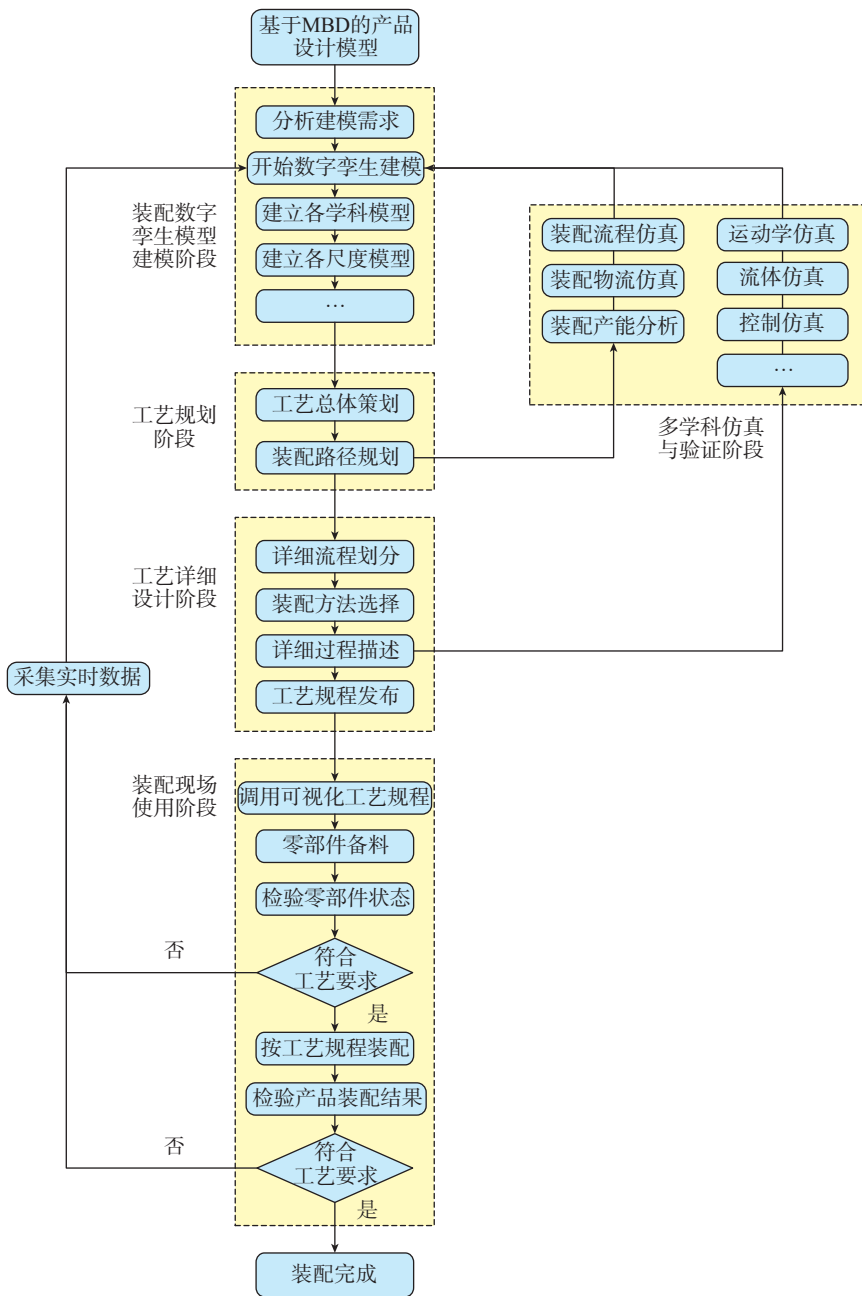 基于MBD的产品
设计模型
分析建模需求
开始数字孪生建模
建立各学科模型
建立各尺度模型
…
装配数字
孪生模型
建模阶段
装配流程仿真
装配物流仿真
装配产能分析
运动学仿真
流体仿真
控制仿真
…
多学科仿真
与验证阶段
工艺规划
阶段
工艺总体策划
装配路径规划
工艺详细
设计阶段
详细流程划分
装配方法选择
详细过程描述
工艺规程发布
采集实时数据
装配现场
使用阶段
调用可视化工艺规程
零部件备料
检验零部件状态
符合
工艺要求
否
是
按工艺规程装配
检验产品装配结果
符合
工艺要求
否
是
装配完成